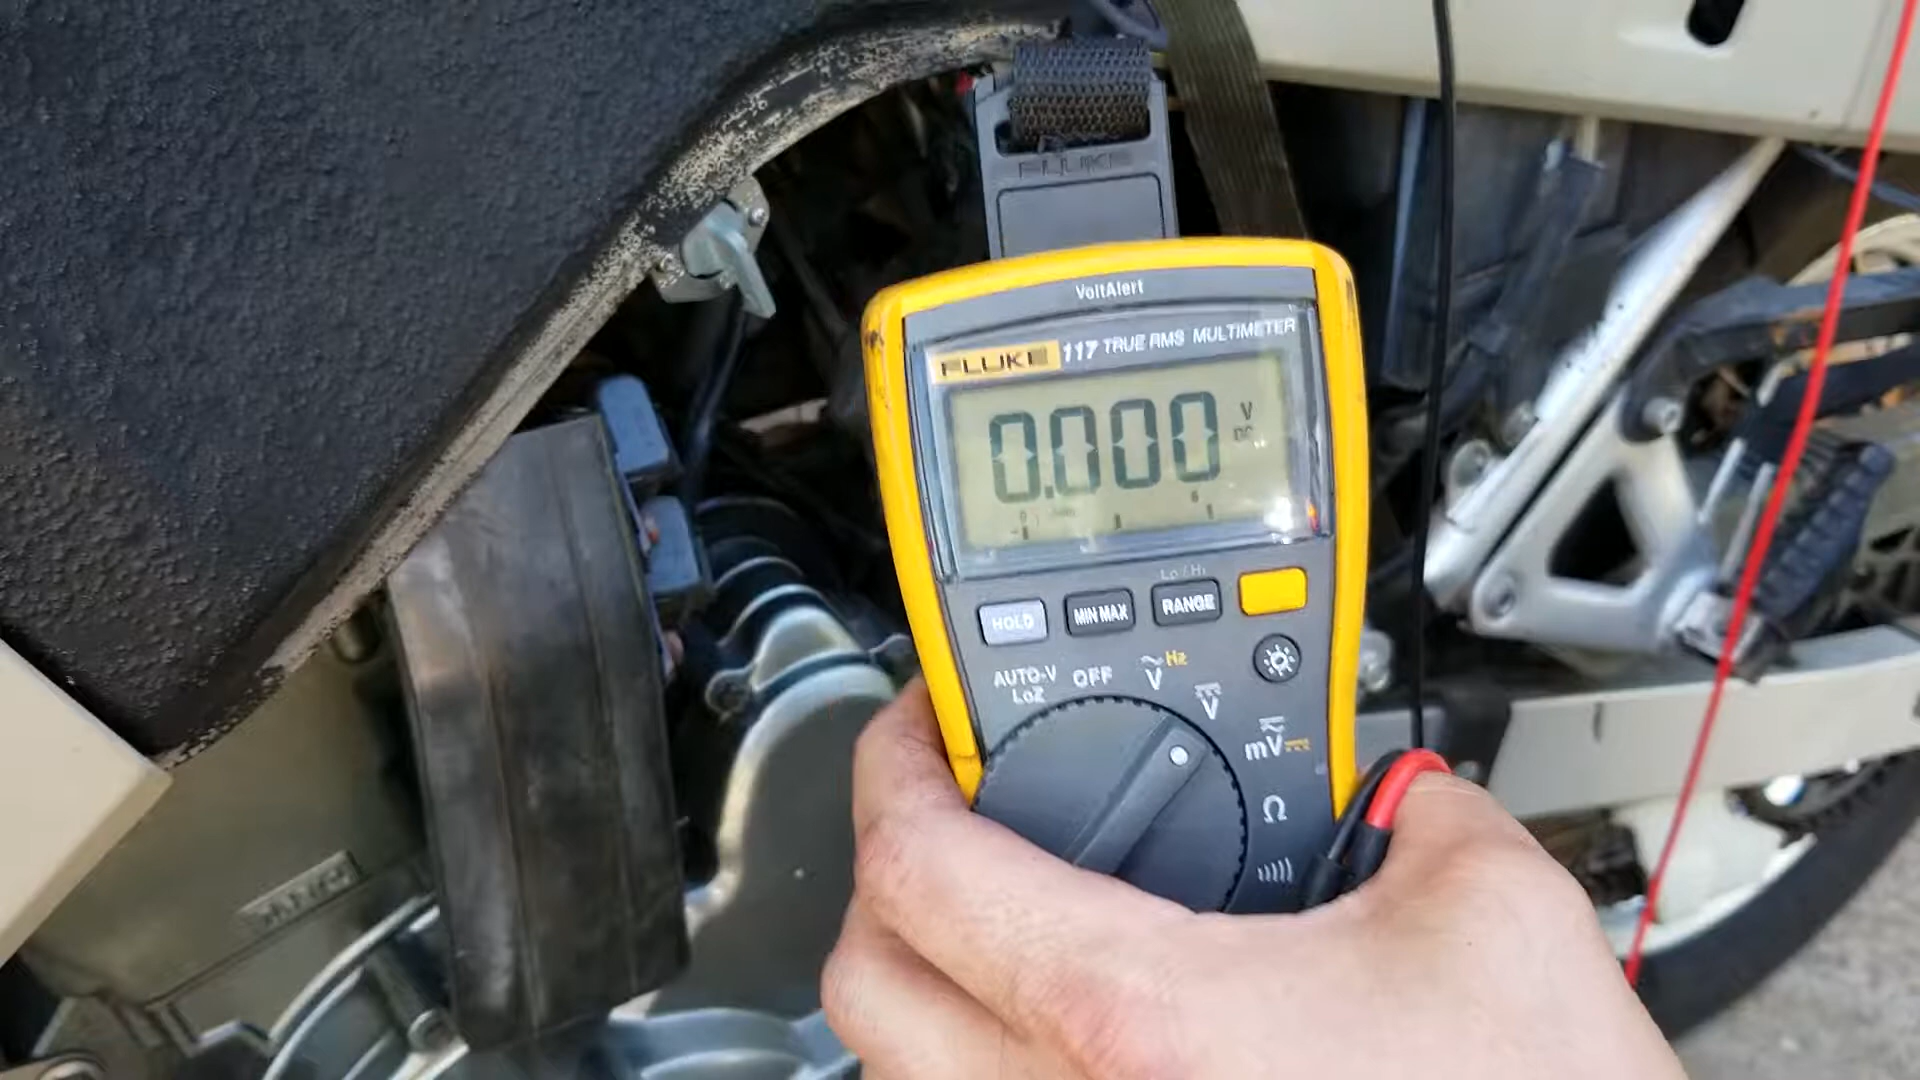 FLUKE
VoltAlert
FLUKE 117 TRUE RMS MULTIMETER
0.000 V
DC
Lo/Hi
HOLD MIN MAX RANGE
AUTO-V OFF V Hz
LoZ
V
mV
Ω